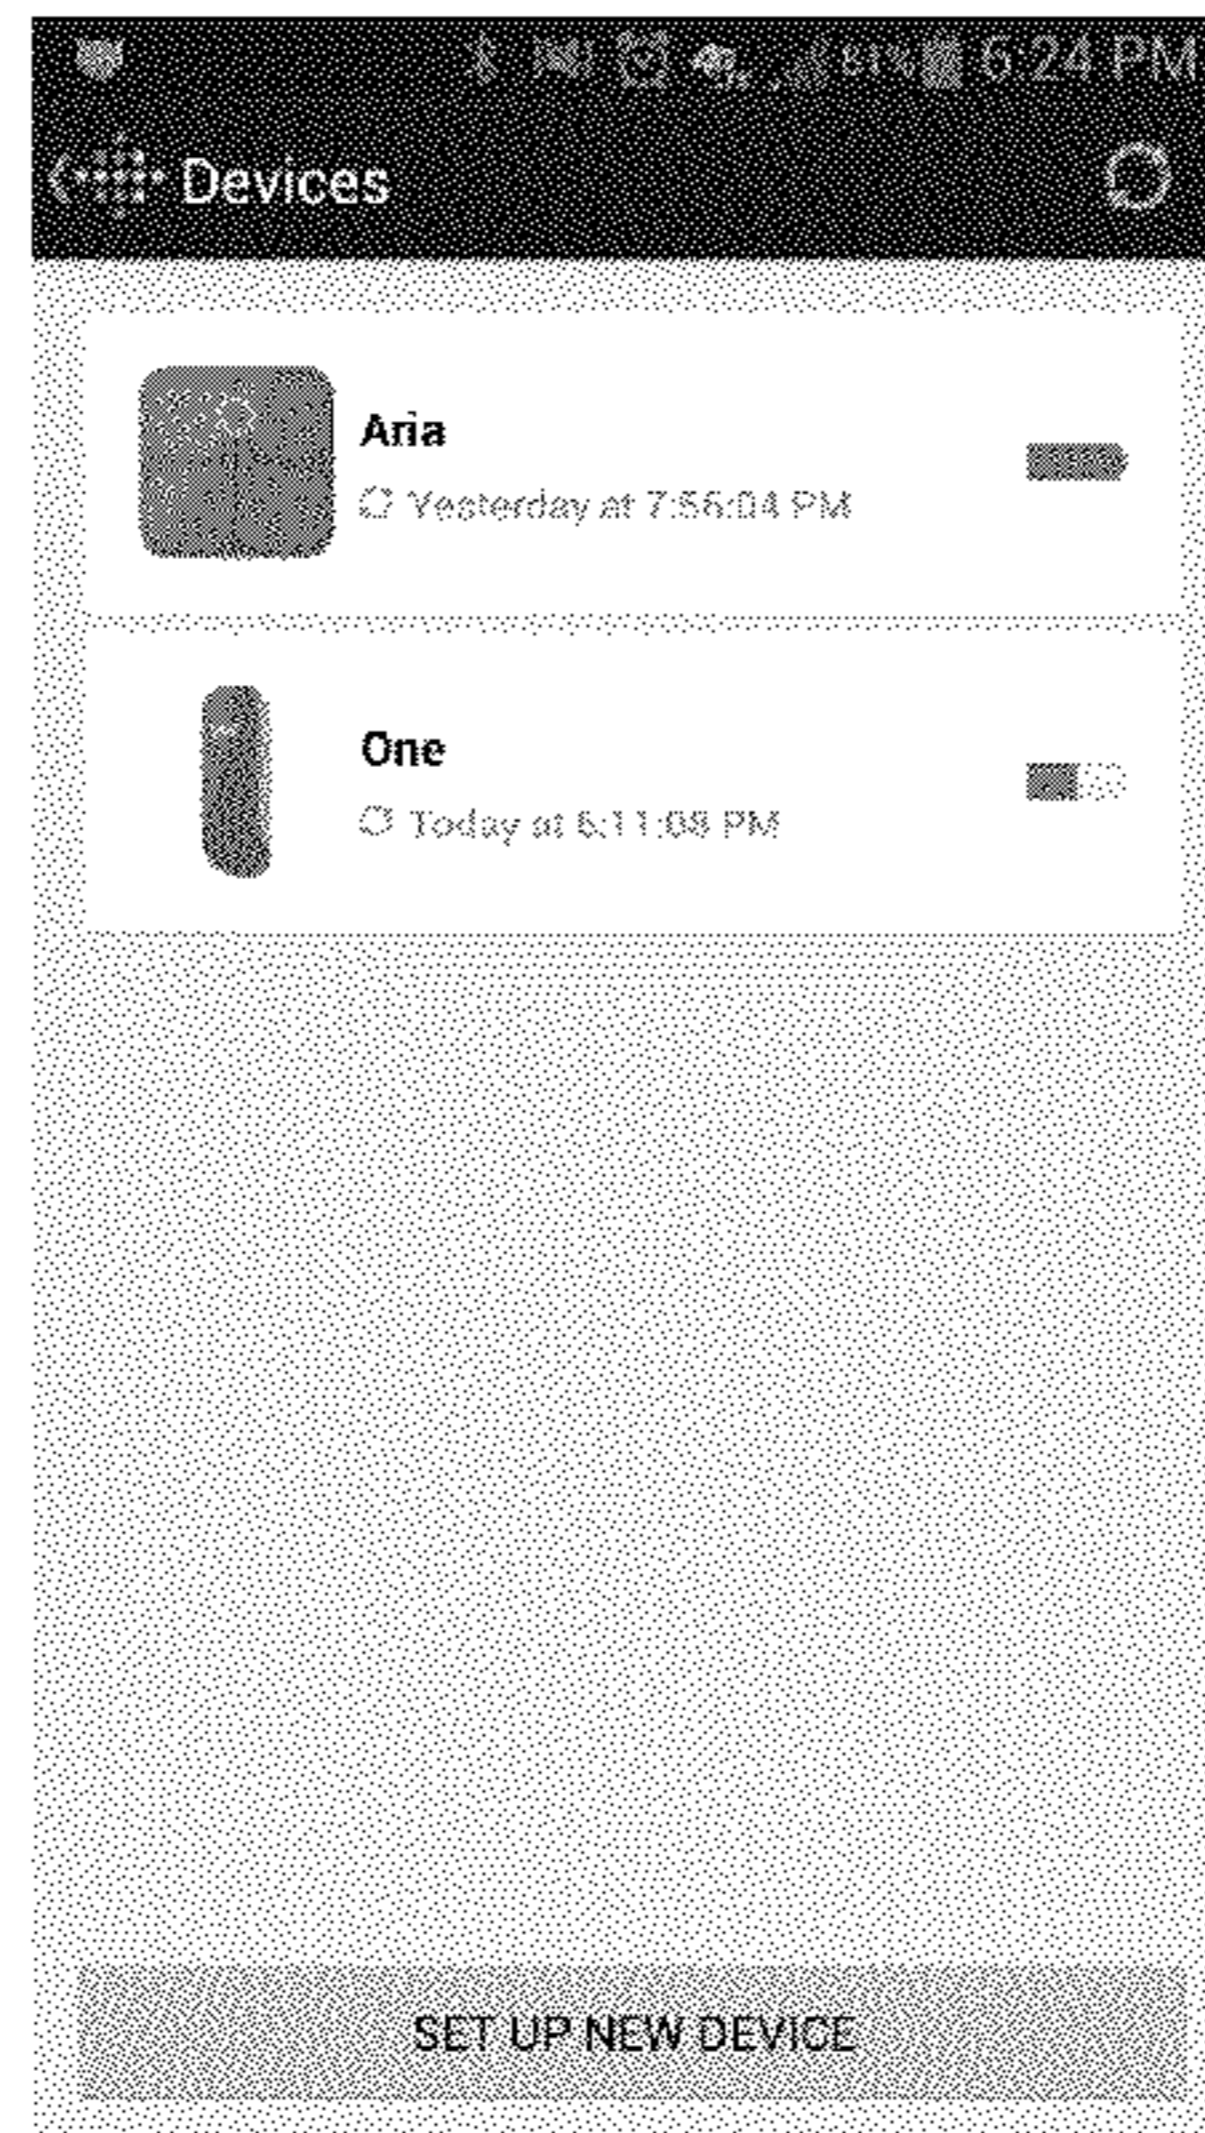 81% 6:24 PM
Devices
Aria
Yesterday at 7:56:04 PM
One
Today at 6:11:08 PM
SET UP NEW DEVICE